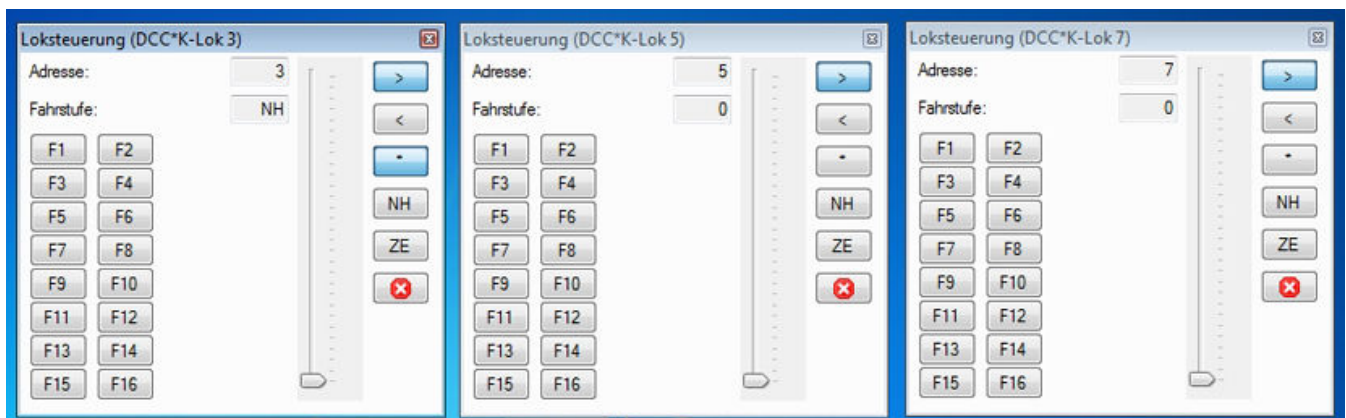 Loksteuerung (DCC*K-Lok 3)
Adresse: 3
>
Fahrstufe: NH
<
F1 F2
*
F3 F4
F5 F6
NH
F7 F8
ZE
F9 F10
F11 F12
F13 F14
F15 F16
Loksteuerung (DCC*K-Lok 5)
Adresse: 5
>
Fahrstufe: 0
<
F1 F2
*
F3 F4
F5 F6
NH
F7 F8
ZE
F9 F10
F11 F12
F13 F14
F15 F16
Loksteuerung (DCC*K-Lok 7)
Adresse: 7
>
Fahrstufe: 0
<
F1 F2
*
F3 F4
F5 F6
NH
F7 F8
ZE
F9 F10
F11 F12
F13 F14
F15 F16